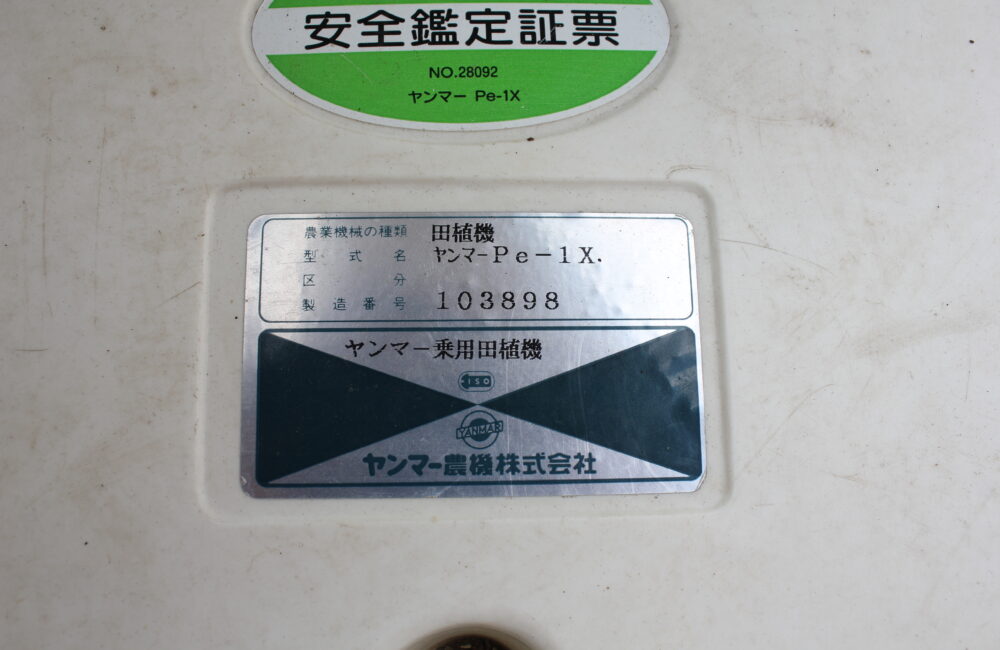 安全鑑定証票
NO.28092
ヤンマー Pe-1X
農業機械の種類 田植機
型式名 ヤンマーPe-1X.
区分
製造番号 103898
ヤンマー乗用田植機
ISO
YANMAR
ヤンマー農機株式会社